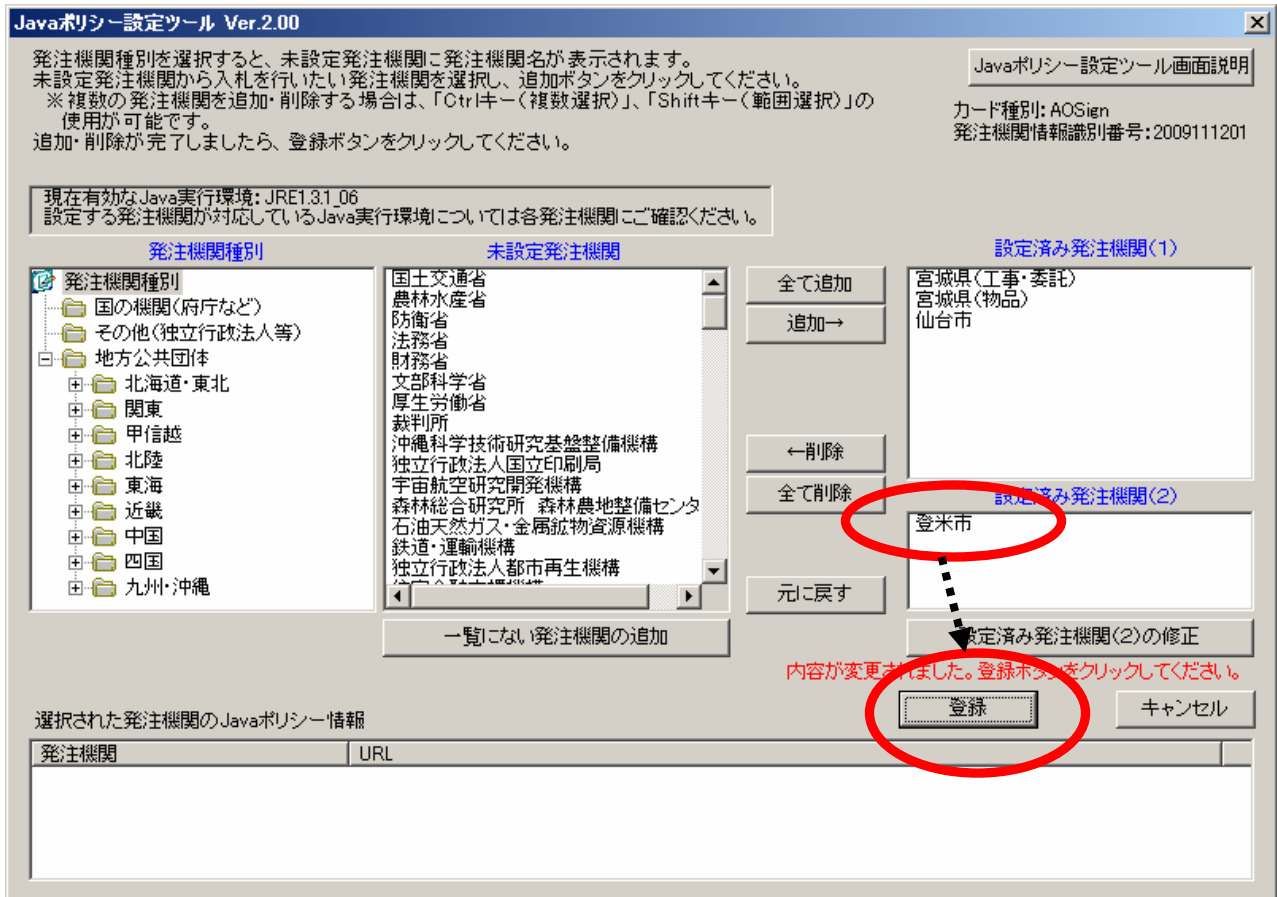 Javaポリシー設定ツール Ver.2.00
発注機関種別を選択すると、未設定発注機関に発注機関名が表示されます。
未設定発注機関から入札を行いたい発注機関を選択し、追加ボタンをクリックしてください。
※複数の発注機関を追加・削除する場合は、「Ctrlキー(複数選択)」、「Shiftキー(範囲選択)」の
使用が可能です。
追加・削除が完了しましたら、登録ボタンをクリックしてください。
Javaポリシー設定ツール画面説明
カード種別: AOSign
発注機関情報識別番号:2009111201
現在有効なJava実行環境: JRE1.3.1_06
設定する発注機関が対応しているJava実行環境については各発注機関にご確認ください。
発注機関種別
発注機関種別
国の機関(府庁など)
その他(独立行政法人等)
地方公共団体
北海道・東北
関東
甲信越
北陸
東海
近畿
中国
四国
九州・沖縄
未設定発注機関
国土交通省
農林水産省
防衛省
法務省
財務省
文部科学省
厚生労働省
裁判所
沖縄科学技術研究基盤整備機構
独立行政法人国立印刷局
宇宙航空研究開発機構
森林総合研究所 森林農地整備センタ
石油天然ガス・金属鉱物資源機構
鉄道・運輸機構
独立行政法人都市再生機構
一覧にない発注機関の追加
全て追加
追加→
←削除
全て削除
元に戻す
設定済み発注機関(1)
宮城県(工事・委託)
宮城県(物品)
仙台市
設定済み発注機関(2)
登米市
設定済み発注機関(2)の修正
内容が変更されました。登録ボタンをクリックしてください。
登録
キャンセル
選択された発注機関のJavaポリシー情報
発注機関
URL